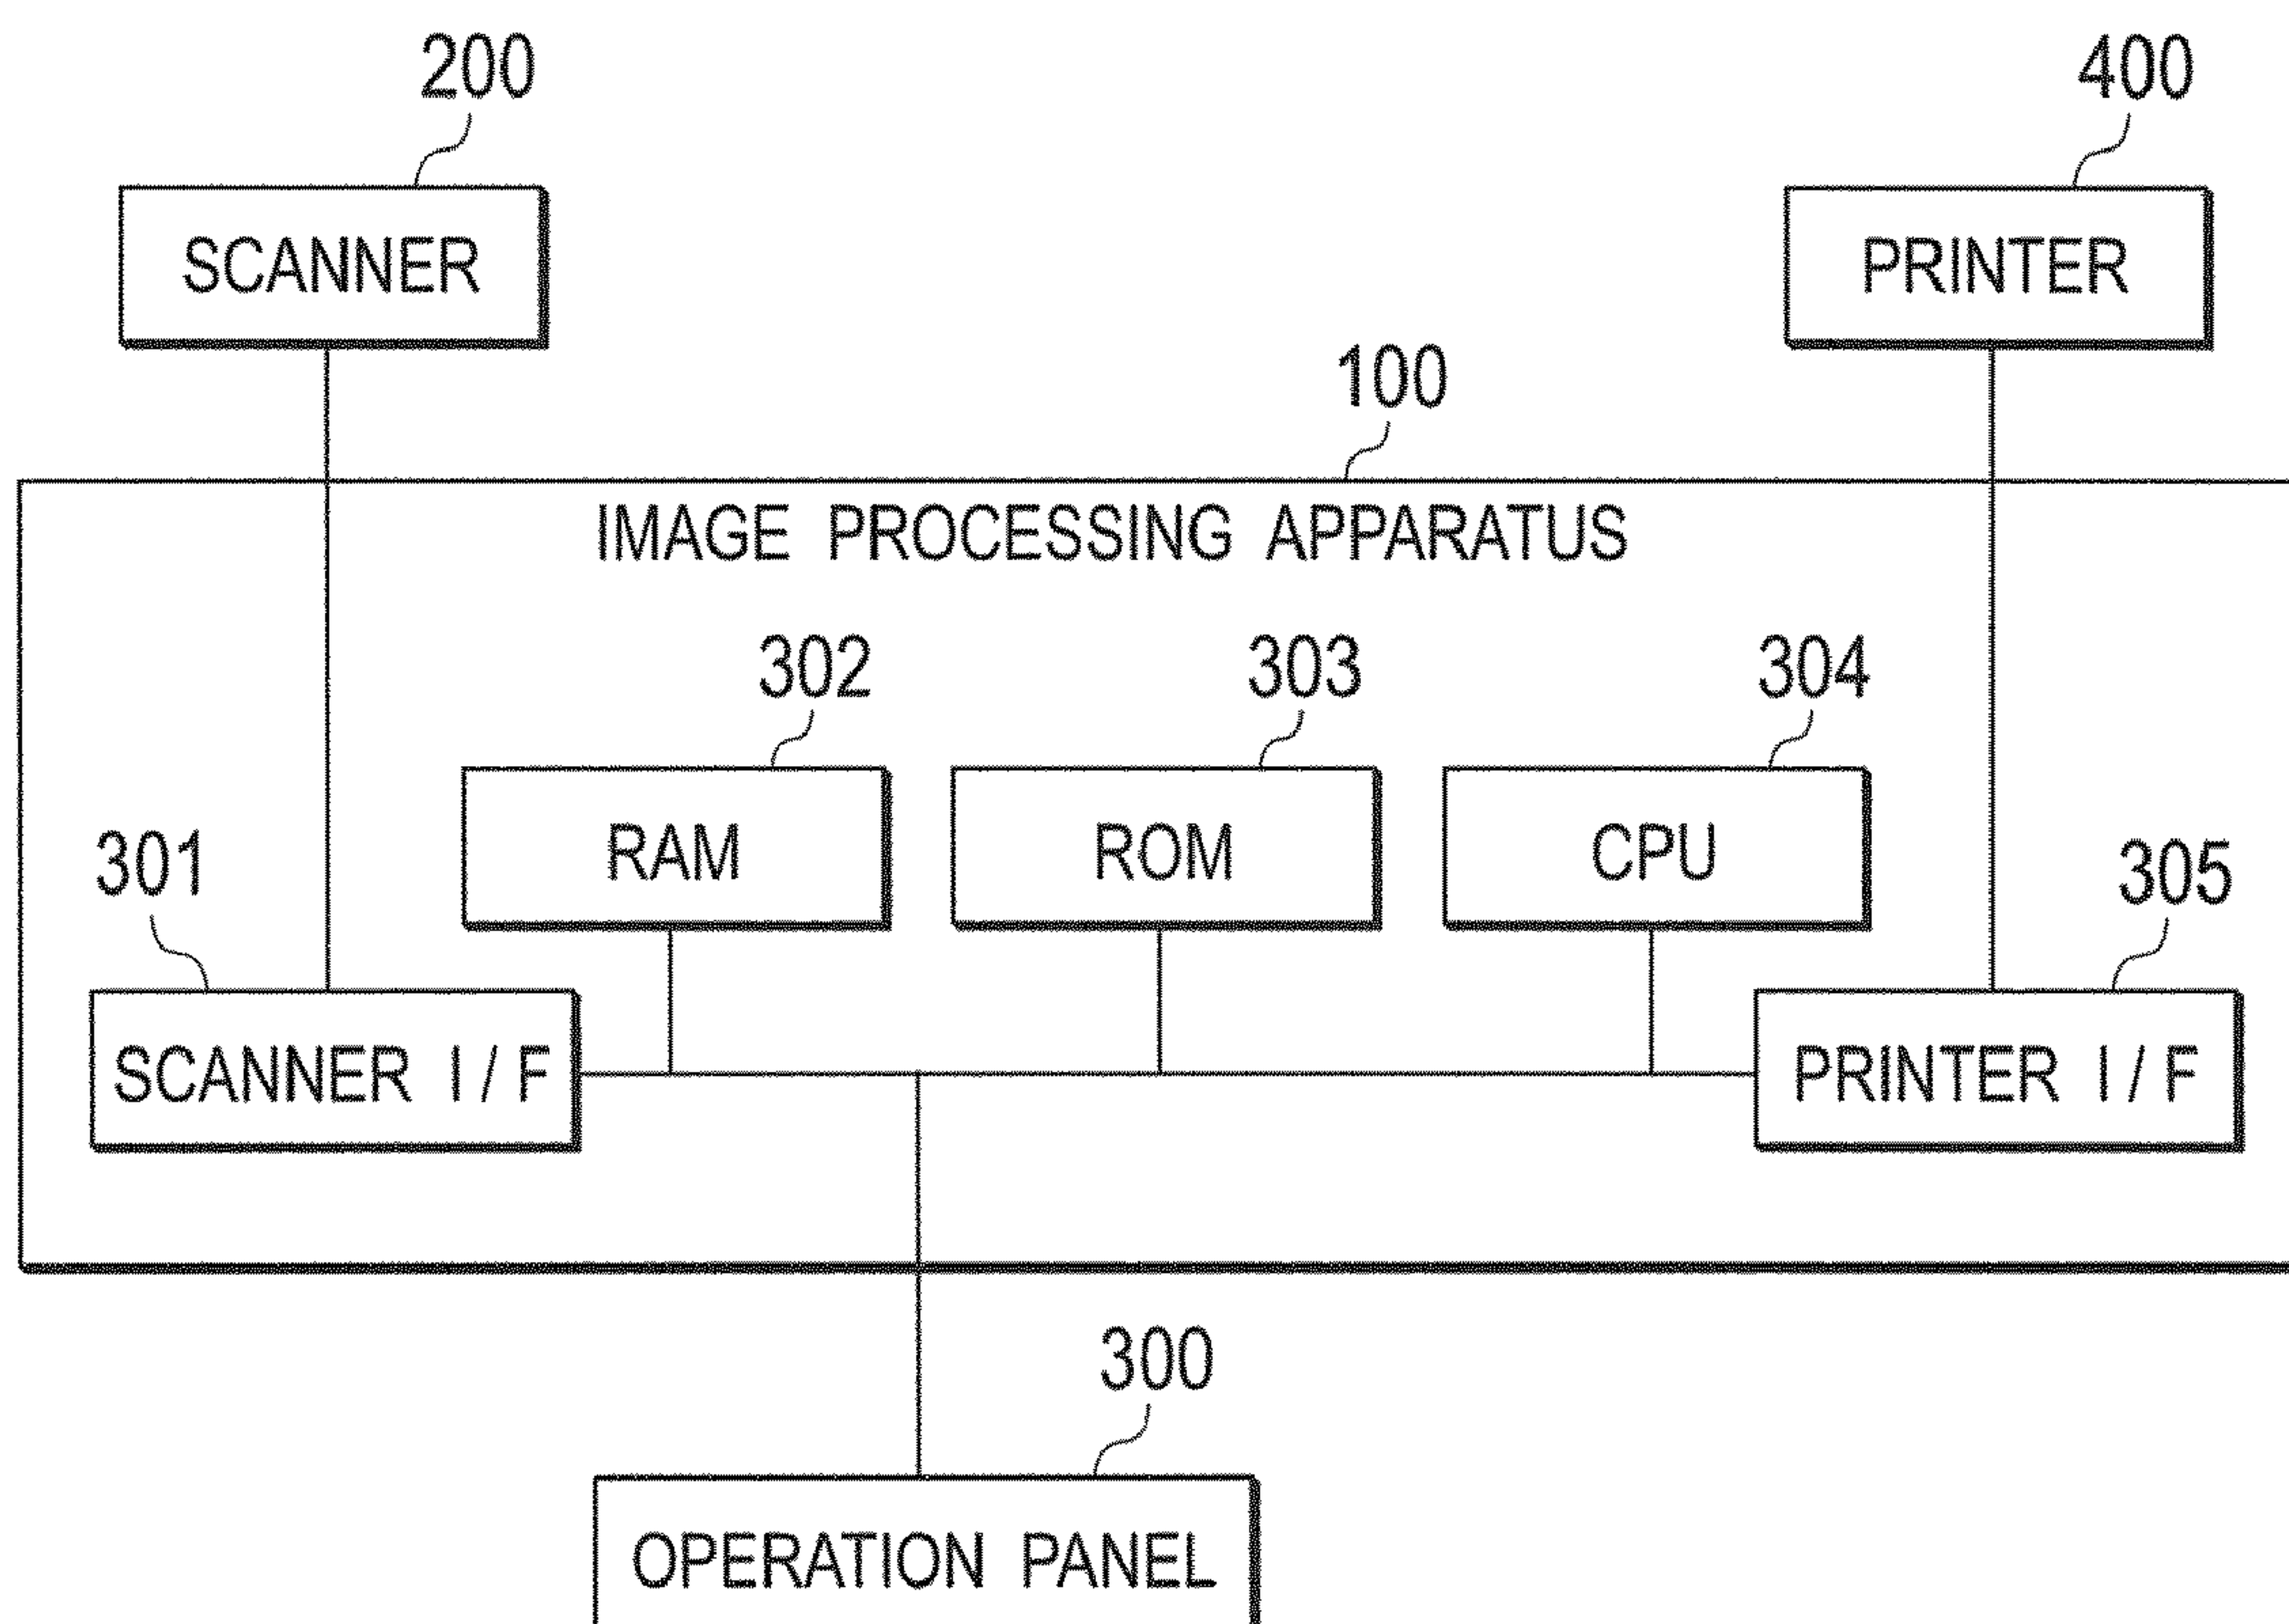 200
400
SCANNER
PRINTER
100
IMAGE PROCESSING APPARATUS
302
303
304
RAM
ROM
CPU
301
305
SCANNER I / F
PRINTER I / F
300
OPERATION PANEL